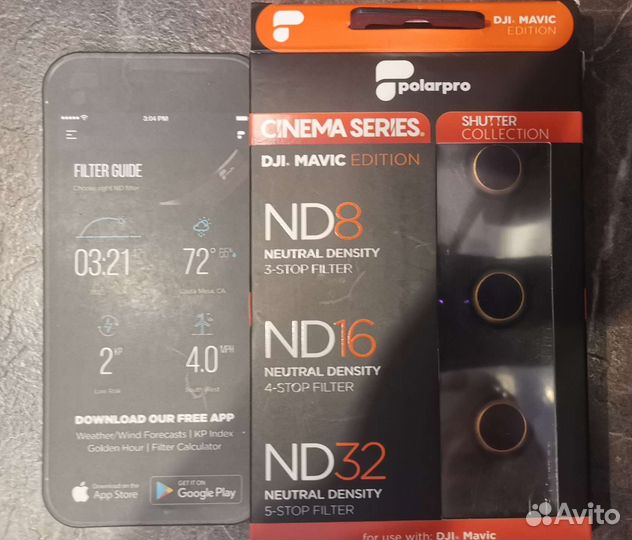 3:04 PM
FILTER GUIDE
Choose right ND filter
03:21
72° 66%
Costa Mesa, CA
2 KP
4.0 MPH
Low Risk
South West
DOWNLOAD OUR FREE APP
Weather/Wind Forecasts | KP Index
Golden Hour | Filter Calculator
Download on the
App Store
GET IT ON
Google Play
DJI. MAVIC
EDITION
polarpro
CINEMA SERIES®
DJI. MAVIC EDITION
ND8
NEUTRAL DENSITY
3-STOP FILTER
ND16
NEUTRAL DENSITY
4-STOP FILTER
ND32
NEUTRAL DENSITY
5-STOP FILTER
SHUTTER
COLLECTION
for use with: DJI. Mavic
Avito